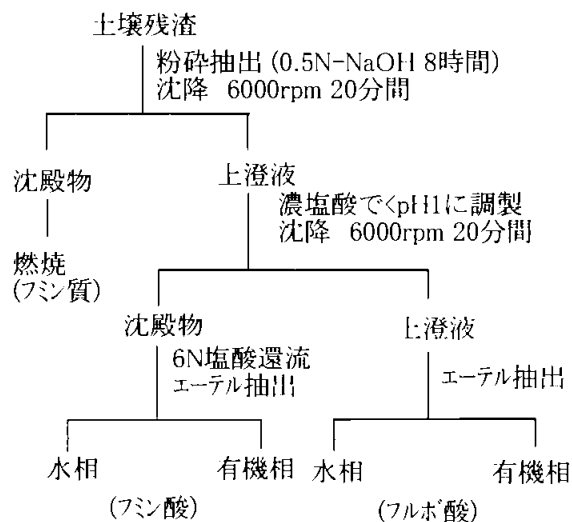 土壌残渣
粉砕抽出 (0.5N-NaOH 8時間)
沈降 6000rpm 20分間
沈殿物
上澄液
濃塩酸で<pH1に調製
沈降 6000rpm 20分間
燃焼
(フミン質)
沈殿物
上澄液
6N塩酸還流
エーテル抽出
エーテル抽出
水相
有機相
水相
有機相
(フミン酸)
(フルボ酸)